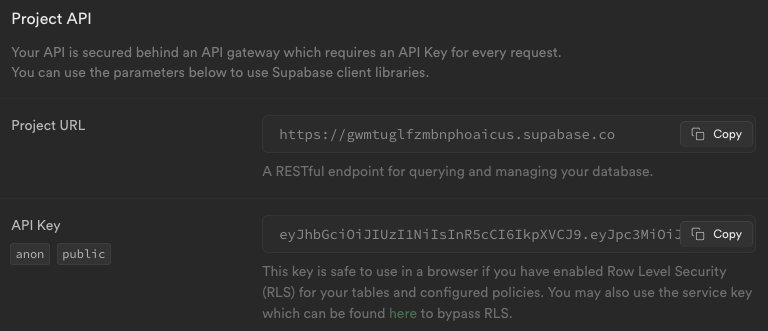 Project API
Your API is secured behind an API gateway which requires an API Key for every request.
You can use the parameters below to use Supabase client libraries.
Project URL
https://gwmtuglfzmbnphoaicus.supabase.co
Copy
A RESTful endpoint for querying and managing your database.
API Key
anon public
eyJhbGciOiJIUzI1NiIsInR5cCI6IkpXVCJ9.eyJpc3MiOiJ
Copy
This key is safe to use in a browser if you have enabled Row Level Security
(RLS) for your tables and configured policies. You may also use the service key
which can be found here to bypass RLS.